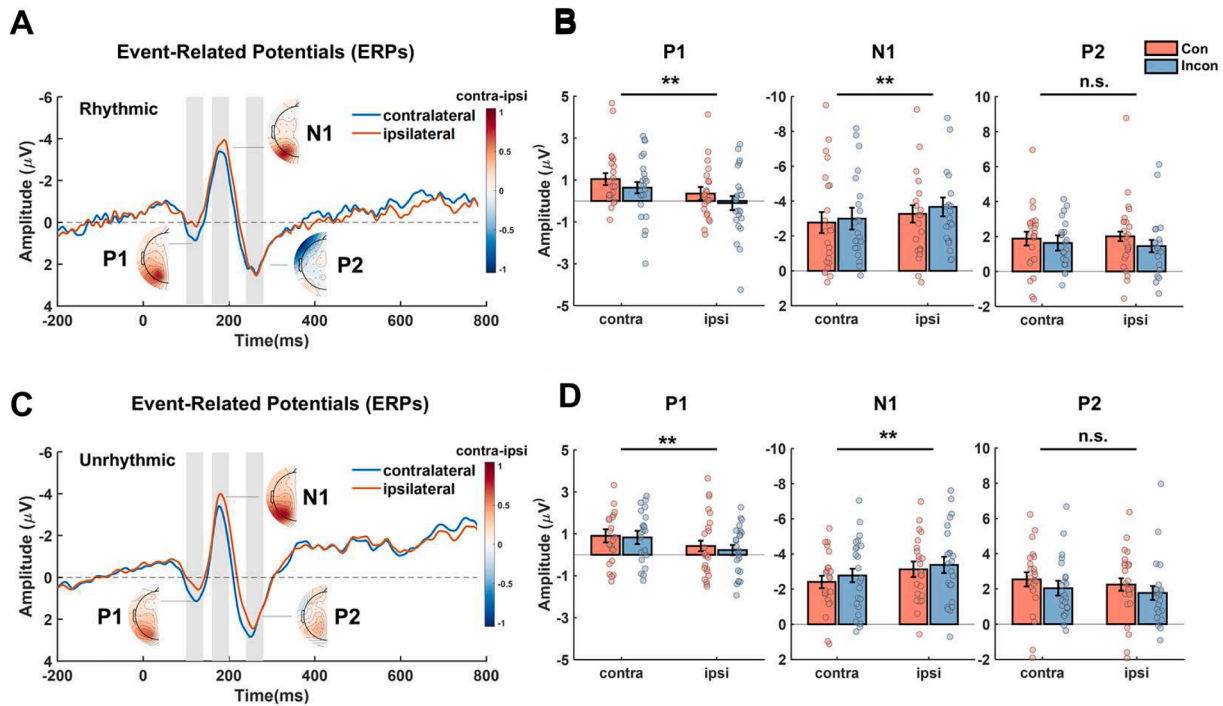 A
Event-Related Potentials (ERPs)
Rhythmic
contralateral
ipsilateral
contra-ipsi
1
0.5
0
-0.5
-1
N1
P1
P2
Amplitude (μV)
-6
-4
-2
0
2
4
-200 0 200 400 600 800
Time(ms)
B
P1
N1
P2
Con
Incon
**
**
n.s.
Amplitude (μV)
5
3
1
-1
-5
contra ipsi
-10
-8
-6
-4
-2
0
2
contra ipsi
10
8
6
4
2
0
-2
contra ipsi
C
Event-Related Potentials (ERPs)
Unrhythmic
contralateral
ipsilateral
contra-ipsi
1
0.5
0
-0.5
-1
N1
P1
P2
Amplitude (μV)
-6
-4
-2
0
2
4
-200 0 200 400 600 800
Time(ms)
D
P1
N1
P2
**
**
n.s.
Amplitude (μV)
5
3
1
-1
-5
contra ipsi
-10
-8
-6
-4
-2
0
2
contra ipsi
10
8
6
4
2
0
-2
contra ipsi